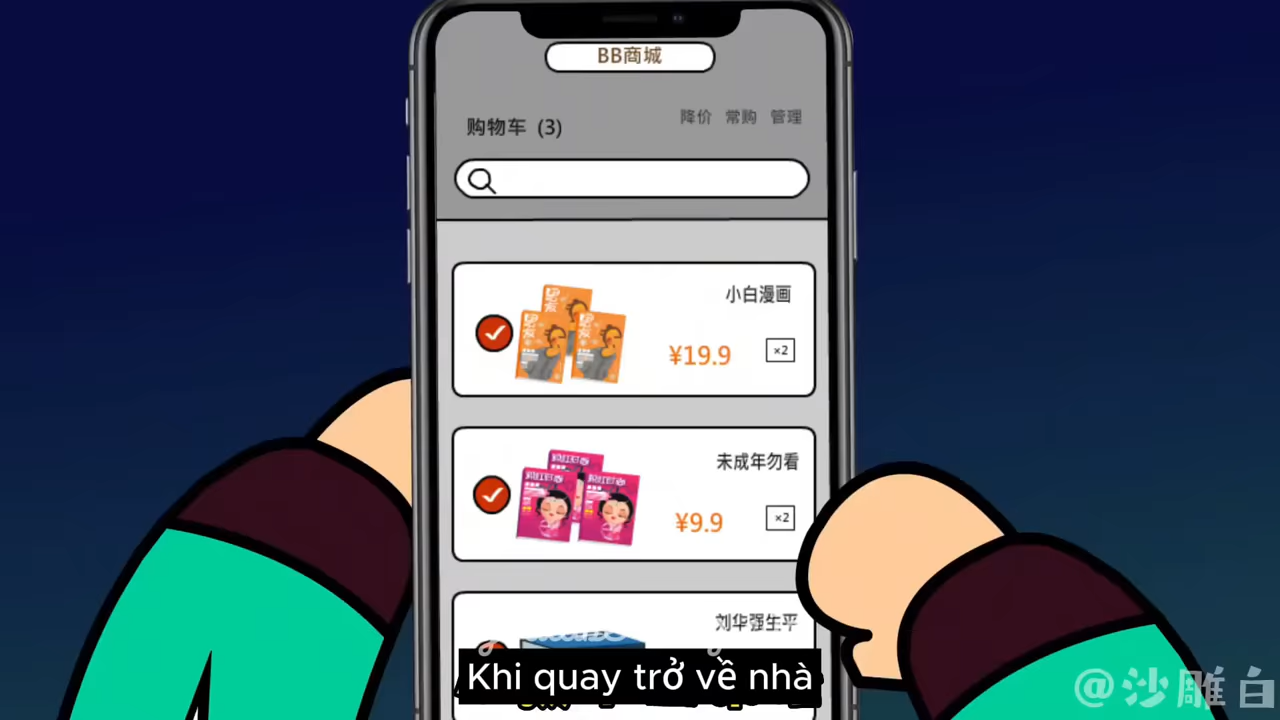 BB商城
购物车 (3)
降价 常购 管理
小白漫画
¥19.9
×2
未成年勿看
¥9.9
×2
刘华强生平
Khi quay trở về nhà
@沙雕白